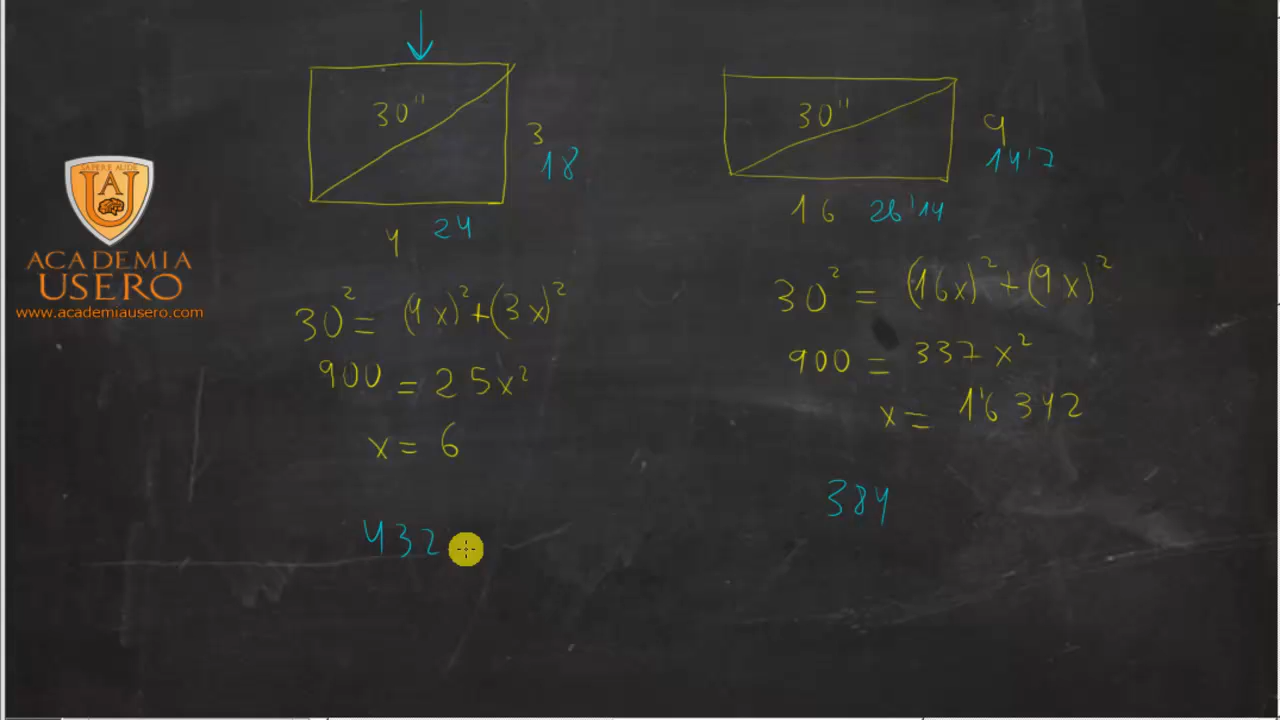 30"
3
18
4 24
30² = (4x)² + (3x)²
900 = 25x²
x = 6
432
30"
9
14'7
16 26'14
30² = (16x)² + (9x)²
900 = 337x²
x = 1'6342
384
SAPERE AUDE
UA
ACADEMIA
USERO
www.academiausero.com